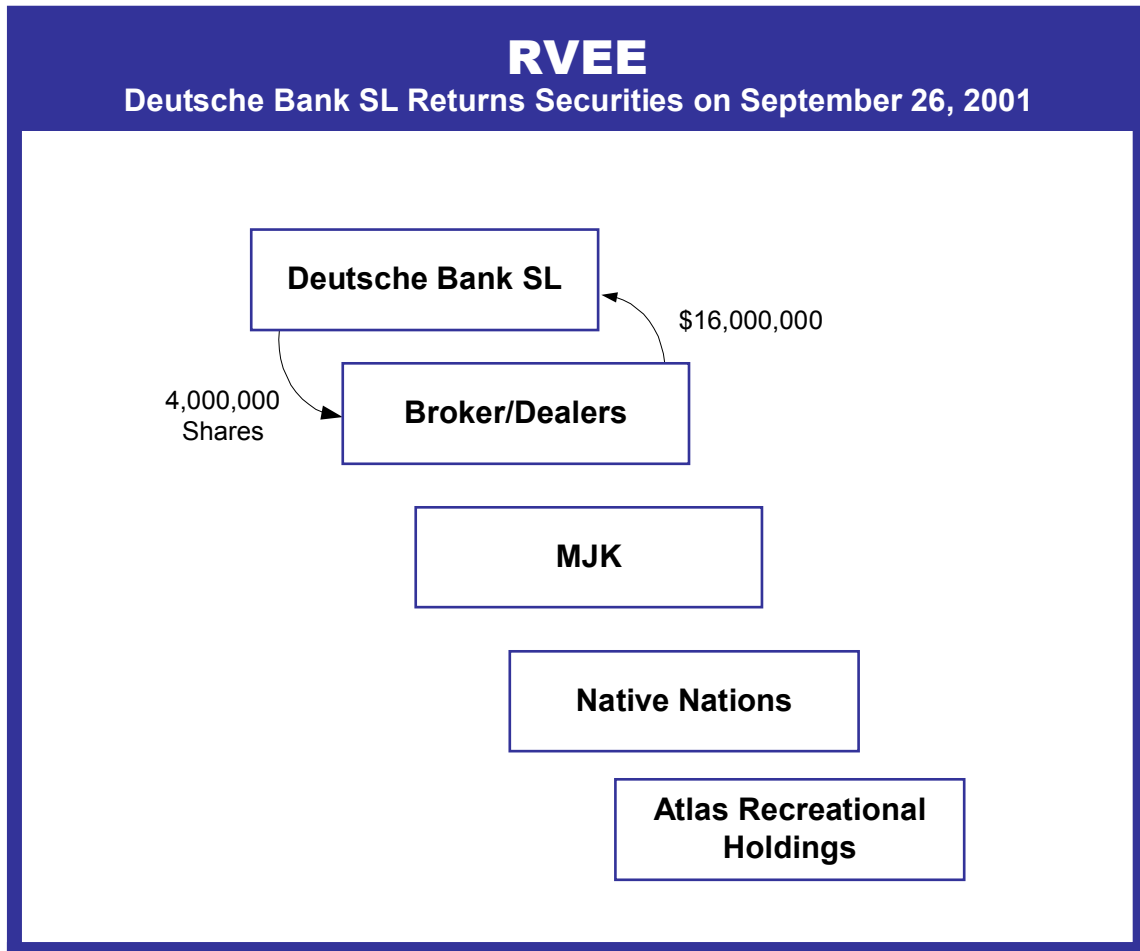 RVEE
Deutsche Bank SL Returns Securities on September 26, 2001
Deutsche Bank SL
$16,000,000
4,000,000
Shares
Broker/Dealers
MJK
Native Nations
Atlas Recreational
Holdings